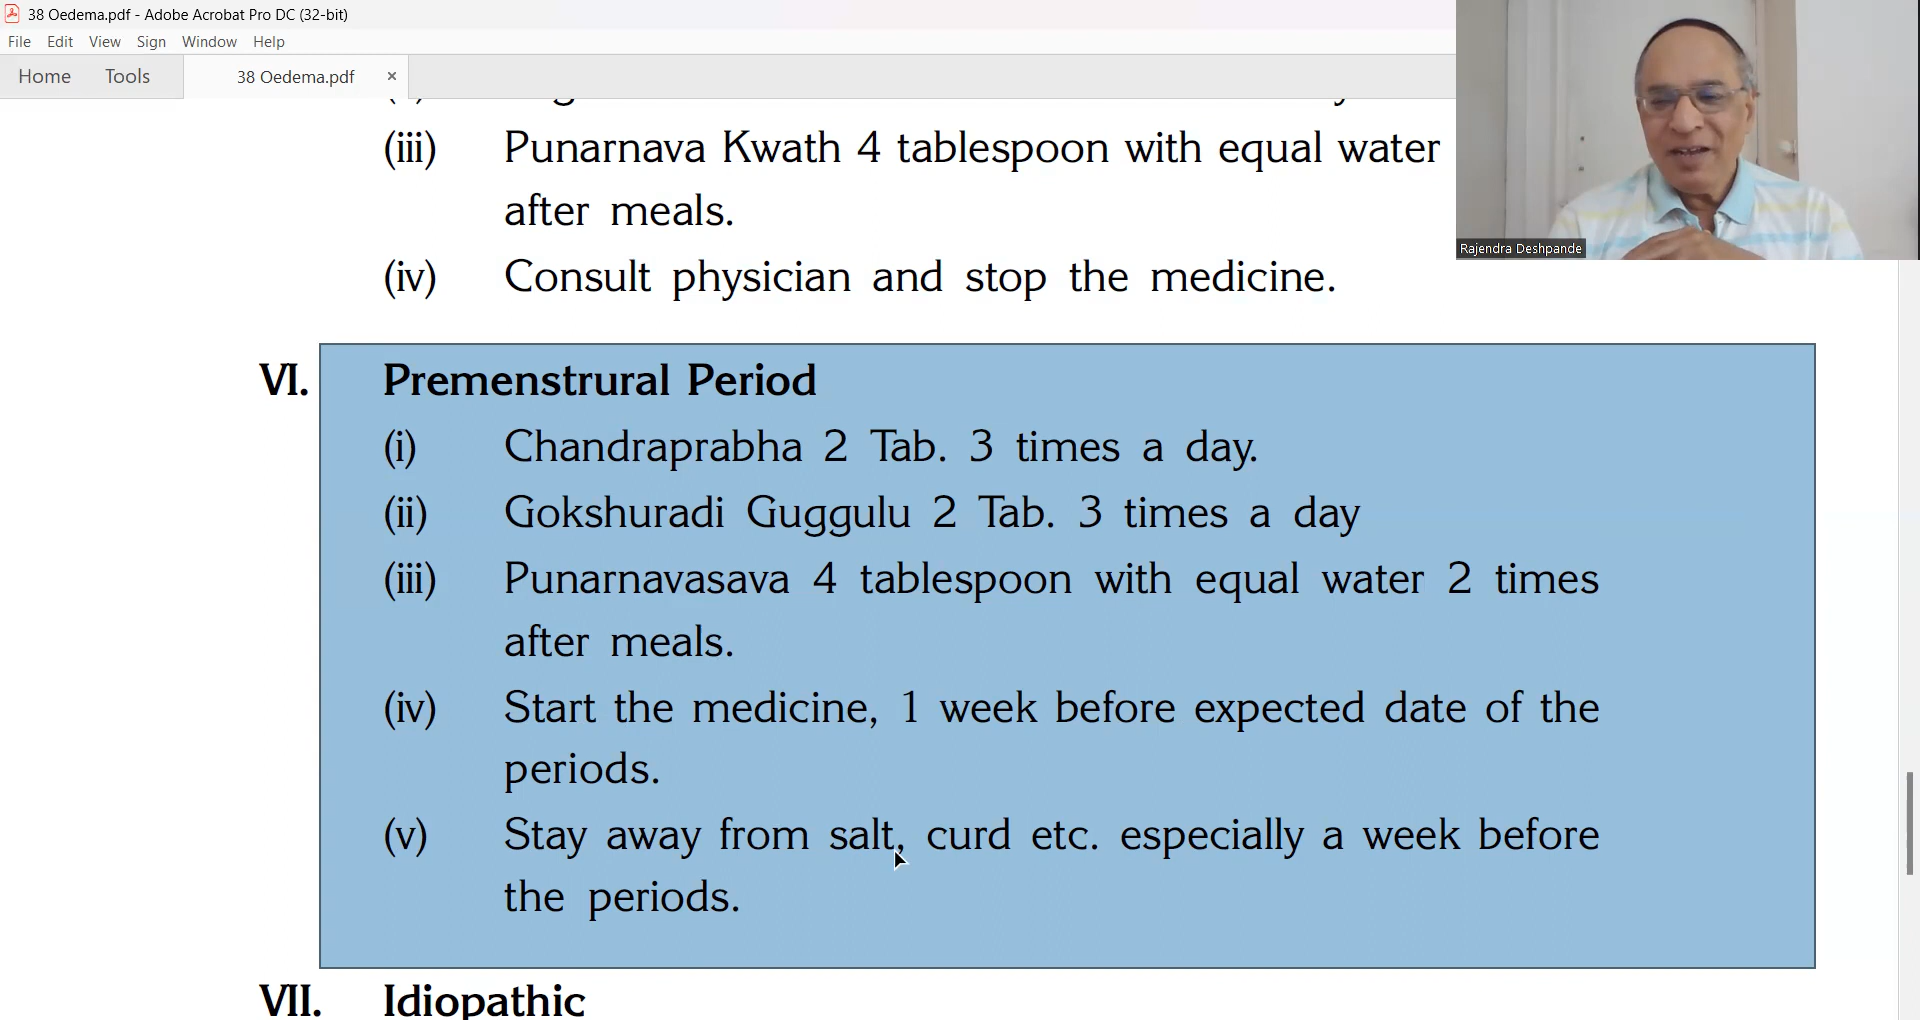 38 Oedema.pdf - Adobe Acrobat Pro DC (32-bit)
File Edit View Sign Window Help
Home Tools 38 Oedema.pdf ×
(iii) Punarnava Kwath 4 tablespoon with equal water
after meals.
(iv) Consult physician and stop the medicine.
Rajendra Deshpande
VI. Premenstrural Period
(i) Chandraprabha 2 Tab. 3 times a day.
(ii) Gokshuradi Guggulu 2 Tab. 3 times a day
(iii) Punarnavasava 4 tablespoon with equal water 2 times
after meals.
(iv) Start the medicine, 1 week before expected date of the
periods.
(v) Stay away from salt, curd etc. especially a week before
the periods.
VII. Idiopathic